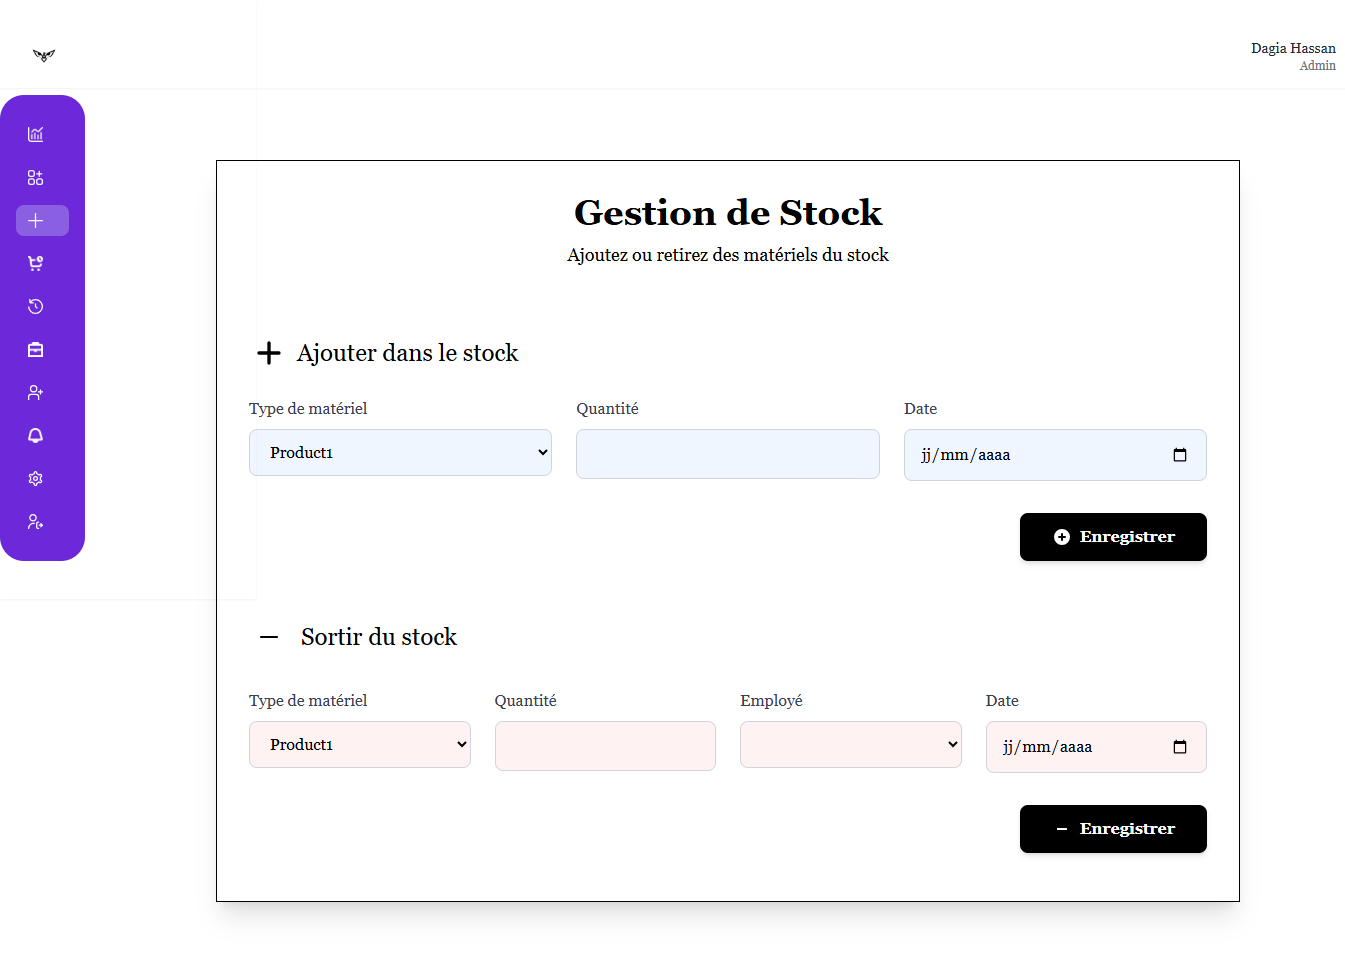 Dagia Hassan
Admin
Gestion de Stock
Ajoutez ou retirez des matériels du stock
Ajouter dans le stock
Type de matériel Quantité Date
Product1 jj/mm/aaaa
Enregistrer
Sortir du stock
Type de matériel Quantité Employé Date
Product1 jj/mm/aaaa
Enregistrer